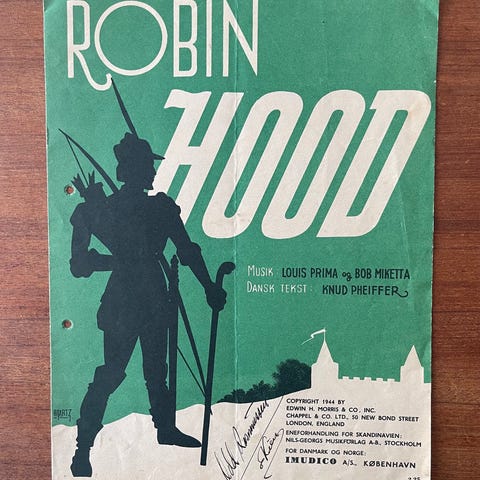 ROBIN
HOOD
MUSIK: LOUIS PRIMA og BOB MIKETTA
DANSK TEKST: KNUD PHEIFFER
COPYRIGHT 1944 BY
EDWIN H. MORRIS & CO., INC.
CHAPPEL & CO. LTD., 50 NEW BOND STREET
LONDON, ENGLAND
ENEFORHANDLING FOR SKANDINAVIEN:
NILS-GEORGS MUSIKFÖRLAG A.-B., STOCKHOLM
FOR DANMARK OG NORGE:
IMUDICO A/S., KØBENHAVN